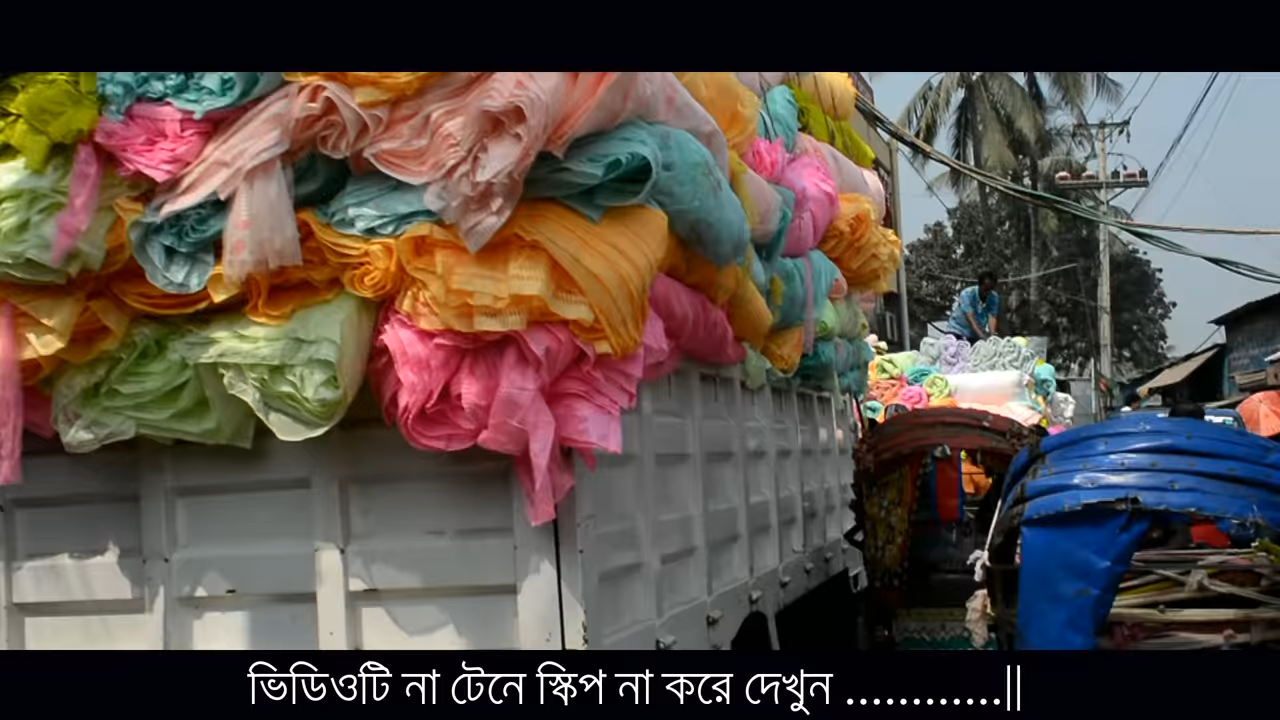 ভিডিওটি না টেনে স্কিপ না করে দেখুন ............||